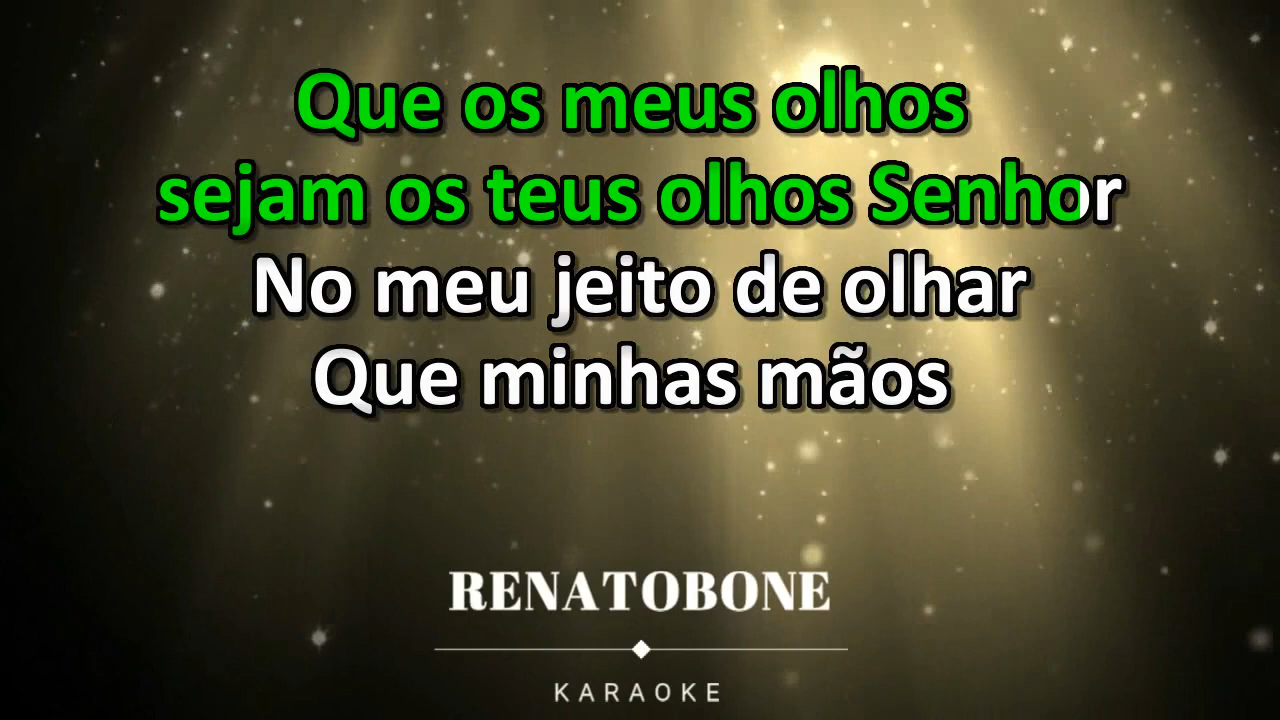 Que os meus olhos
sejam os teus olhos Senhor
No meu jeito de olhar
Que minhas mãos
RENATOBONE
KARAOKE